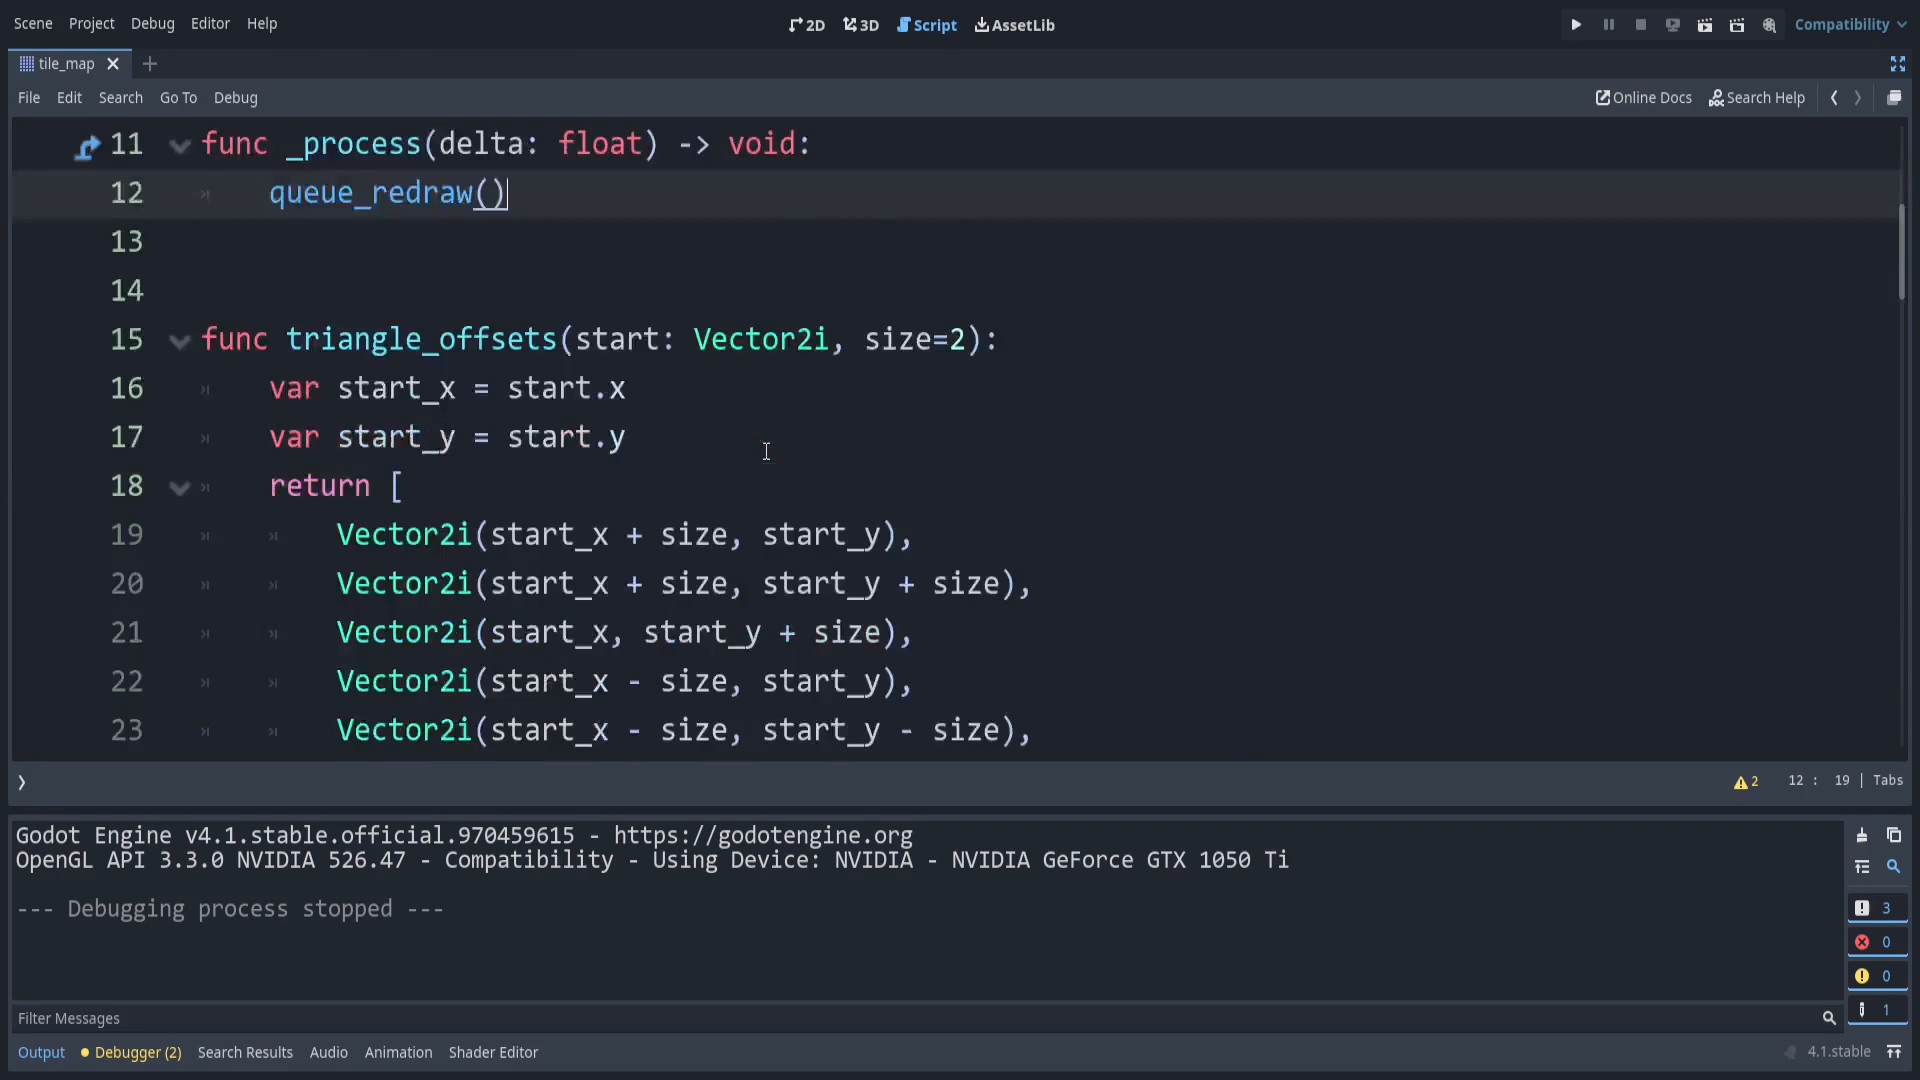 Scene Project Debug Editor Help 2D 3D Script AssetLib Compatibility
tile_map
File Edit Search Go To Debug Online Docs Search Help
11 func _process(delta: float) -> void:
12 queue_redraw()
13
14
15 func triangle_offsets(start: Vector2i, size=2):
16 var start_x = start.x
17 var start_y = start.y
18 return [
19 Vector2i(start_x + size, start_y),
20 Vector2i(start_x + size, start_y + size),
21 Vector2i(start_x, start_y + size),
22 Vector2i(start_x - size, start_y),
23 Vector2i(start_x - size, start_y - size),
2 12 : 19 | Tabs
Godot Engine v4.1.stable.official.970459615 - https://godotengine.org
OpenGL API 3.3.0 NVIDIA 526.47 - Compatibility - Using Device: NVIDIA - NVIDIA GeForce GTX 1050 Ti
--- Debugging process stopped ---
3
0
0
1
Filter Messages
Output Debugger (2) Search Results Audio Animation Shader Editor 4.1.stable